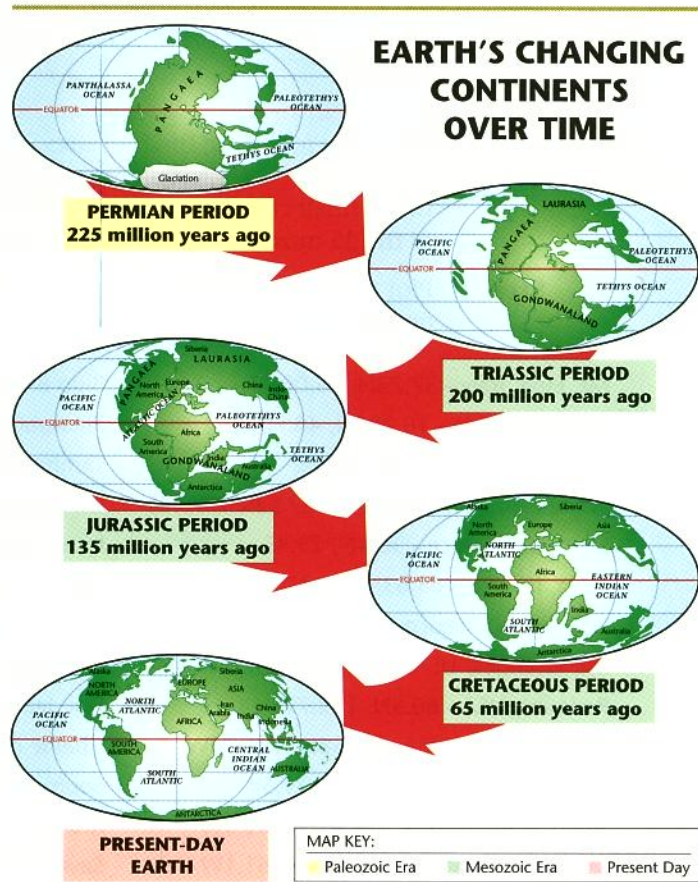 EARTH'S CHANGING
CONTINENTS
OVER TIME
PANTHALASSA
OCEAN
PANGAEA
PALEOTETHYS
OCEAN
EQUATOR
TETHYS OCEAN
Glaciation
PERMIAN PERIOD
225 million years ago
LAURASIA
PACIFIC
OCEAN
PANGAEA
PALEOTETHYS
OCEAN
EQUATOR
TETHYS OCEAN
GONDWANALAND
TRIASSIC PERIOD
200 million years ago
Siberia
LAURASIA
PANGAEA
North
America
Europe
China
Indo-
China
PACIFIC
OCEAN
ATLANTIC OCEAN
PALEOTETHYS
OCEAN
EQUATOR
Africa
South
America
India
GONDWANALAND
Australia
TETHYS
OCEAN
Antarctica
JURASSIC PERIOD
135 million years ago
Alaska
Siberia
North
America
Europe
Asia
NORTH
ATLANTIC
PACIFIC
OCEAN
Africa
EQUATOR
EASTERN
INDIAN
OCEAN
South
America
India
SOUTH
ATLANTIC
Australia
Antarctica
CRETACEOUS PERIOD
65 million years ago
Alaska
Siberia
NORTH
AMERICA
EUROPE
ASIA
NORTH
ATLANTIC
Iran
Arabia
India
China
Indonesia
PACIFIC
OCEAN
AFRICA
EQUATOR
SOUTH
AMERICA
CENTRAL
INDIAN
OCEAN
SOUTH
ATLANTIC
AUSTRALIA
ANTARCTICA
PRESENT-DAY
EARTH
MAP KEY:
Paleozoic Era Mesozoic Era Present Day